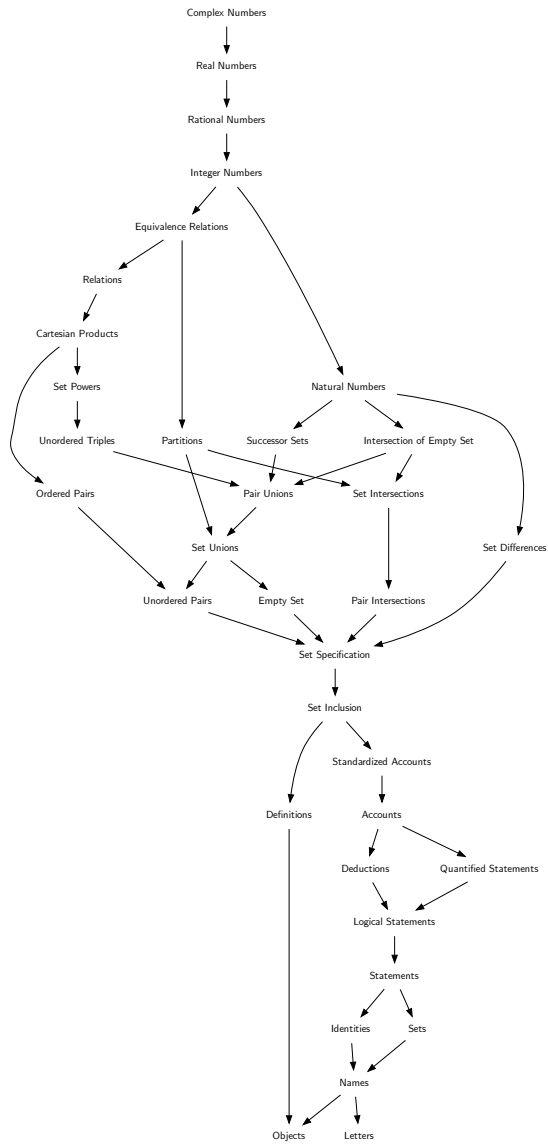 Complex Numbers
Real Numbers
Rational Numbers
Integer Numbers
Equivalence Relations
Relations
Cartesian Products
Set Powers
Natural Numbers
Unordered Triples
Partitions
Successor Sets
Intersection of Empty Set
Ordered Pairs
Pair Unions
Set Intersections
Set Unions
Set Differences
Unordered Pairs
Empty Set
Pair Intersections
Set Specification
Set Inclusion
Standardized Accounts
Definitions
Accounts
Deductions
Quantified Statements
Logical Statements
Statements
Identities
Sets
Names
Objects
Letters